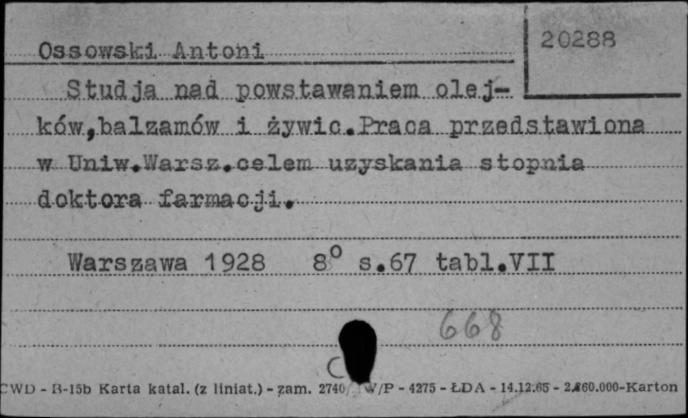 Ossowski Antoni
20288
Studja nad powstawaniem olej-
ków,balzamów i żywic.Praca przedstawiona
w Uniw.Warsz.celem uzyskania stopnia
doktora farmacji.
Warszawa 1928 8° s.67 tabl.VII
668
CWD - B-15b Karta katal. (z liniat.) - zam. 2740 /P - 4275 - ŁDA - 14.12.65 - 2.860.000-Karton